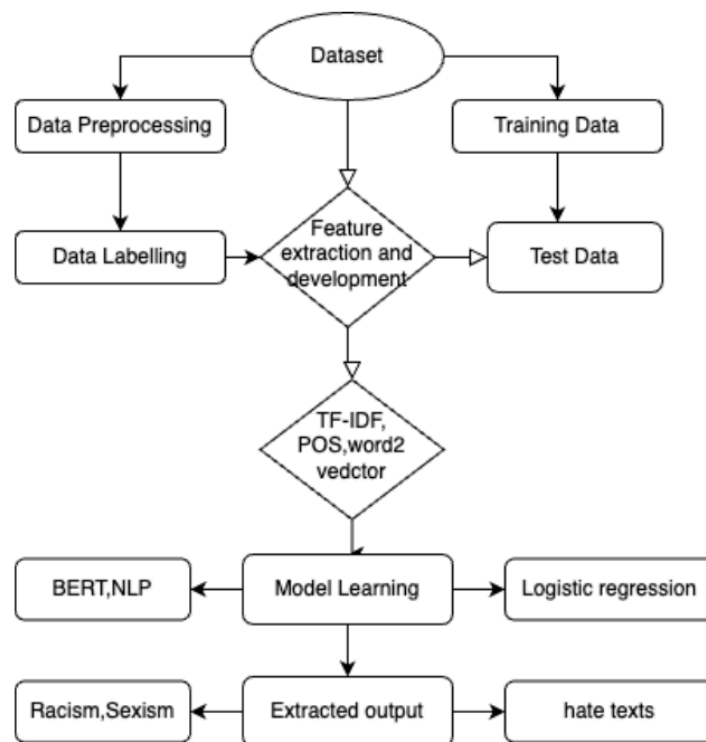 Dataset
Data Preprocessing
Training Data
Feature
extraction and
development
Data Labelling
Test Data
TF-IDF,
POS,word2
vedctor
BERT,NLP
Model Learning
Logistic regression
Racism,Sexism
Extracted output
hate texts